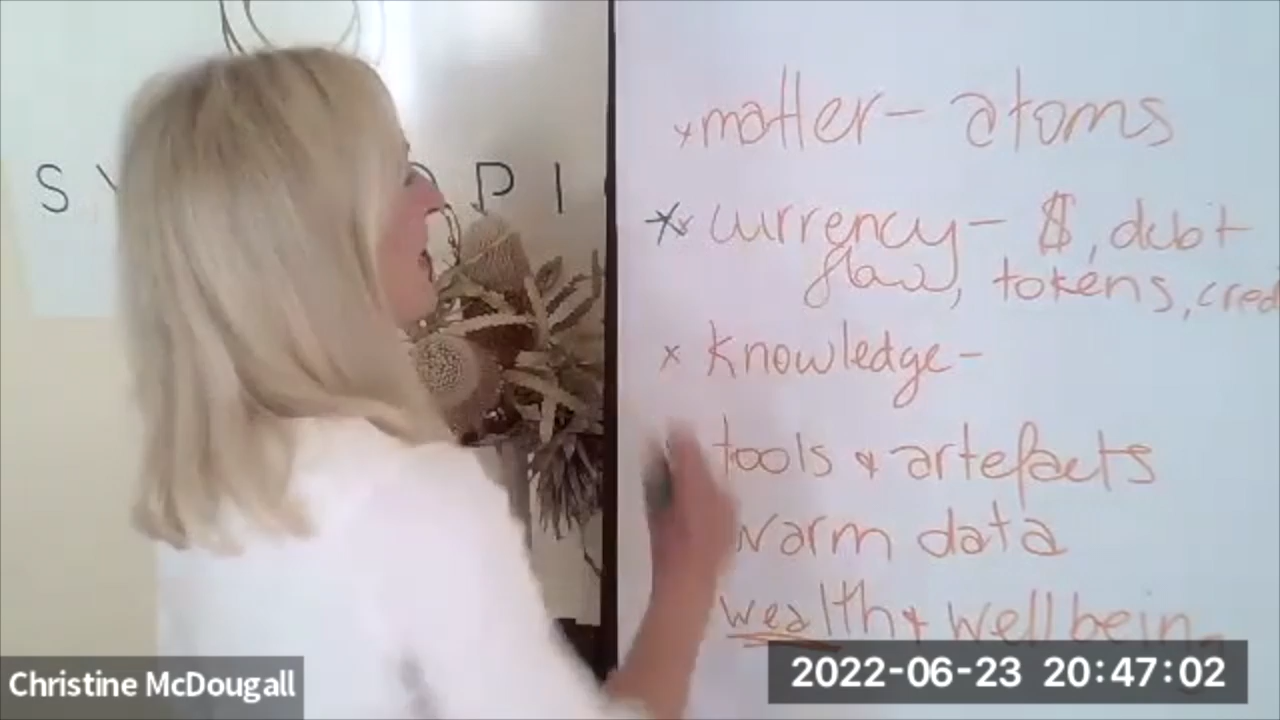 × matter - atoms
× currency - $, debt
flow, tokens, cred
× Knowledge -
tools & artefacts
warm data
wealth & wellbeing
Christine McDougall
2022-06-23 20:47:02